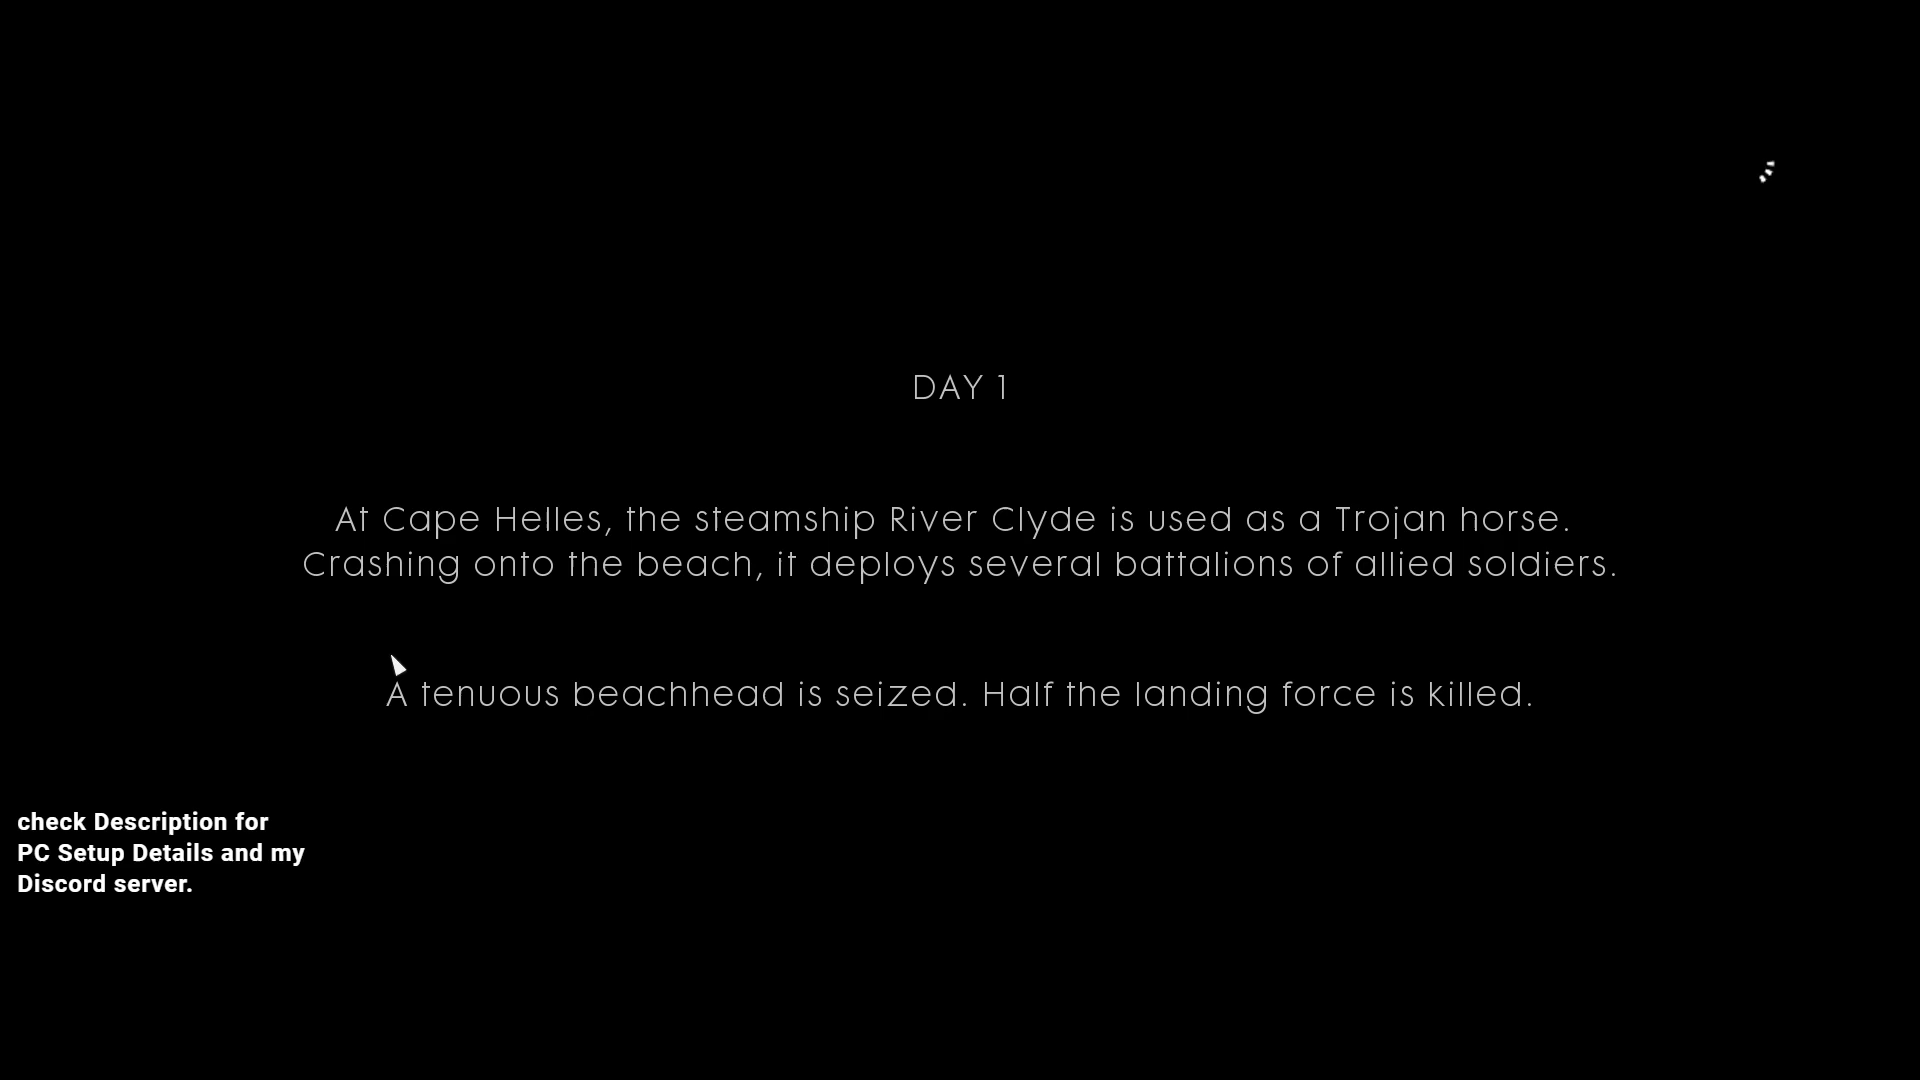 DAY 1
At Cape Helles, the steamship River Clyde is used as a Trojan horse.
Crashing onto the beach, it deploys several battalions of allied soldiers.
A tenuous beachhead is seized. Half the landing force is killed.
check Description for
PC Setup Details and my
Discord server.